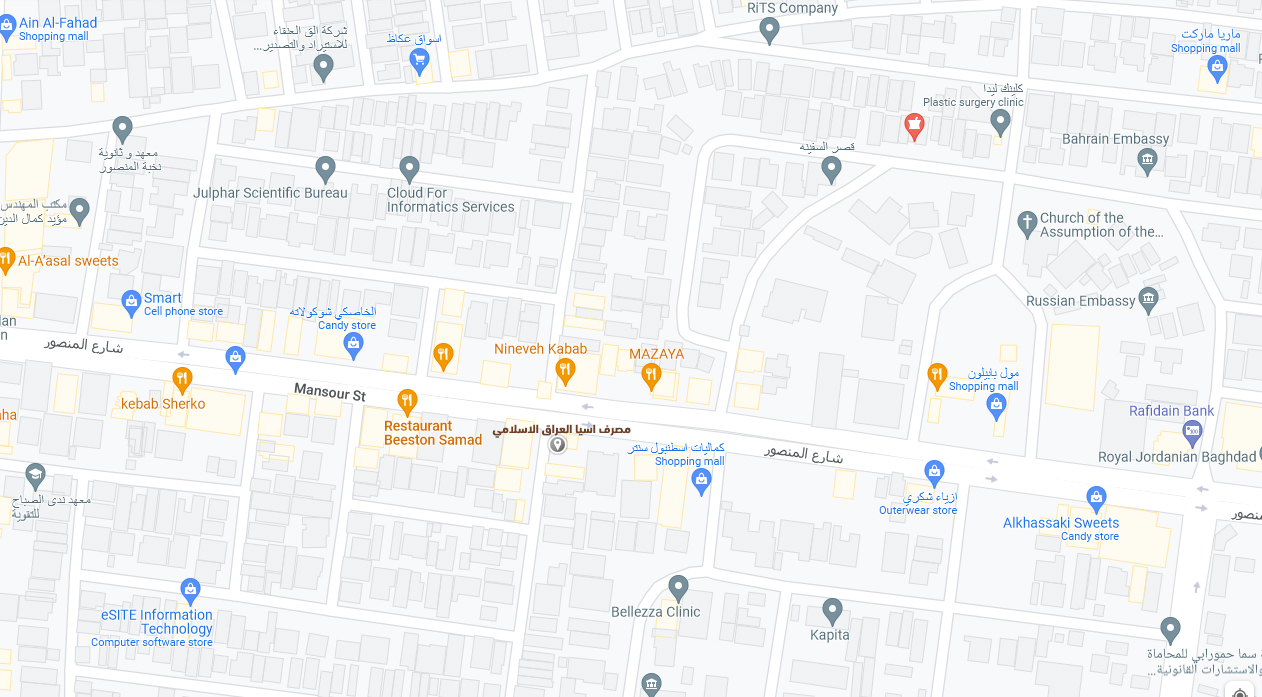 RiTS Company
Ain Al-Fahad
Shopping mall
شركة الق العنقاء
للاستيراد والتصدير...
اسواق عكاظ
ماريا ماركت
Shopping mall
كلينك ليدا
Plastic surgery clinic
Bahrain Embassy
معهد و ثانوية
نخبة المنصور
قصر السفينه
Julphar Scientific Bureau
Cloud For
Informatics Services
مكتب المهندس
مؤيد كمال الدين
Church of the
Assumption of the...
Al-A'asal sweets
Smart
Cell phone store
الخاصكي شوكولاته
Candy store
Russian Embassy
شارع المنصور
Nineveh Kabab
MAZAYA
مول بابيلون
Shopping mall
Mansour St
kebab Sherko
Restaurant
Beeston Samad
مصرف آسيا العراق الاسلامي
Rafidain Bank
Royal Jordanian Baghdad
كماليات اسطنبول سنتر
Shopping mall
شارع المنصور
معهد ندى الصباح
للتقوية
ازياء شكري
Outerwear store
Alkhassaki Sweets
Candy store
eSITE Information
Technology
Computer software store
Bellezza Clinic
Kapita
سما حمورابي للمحاماة
والاستشارات القانونية...